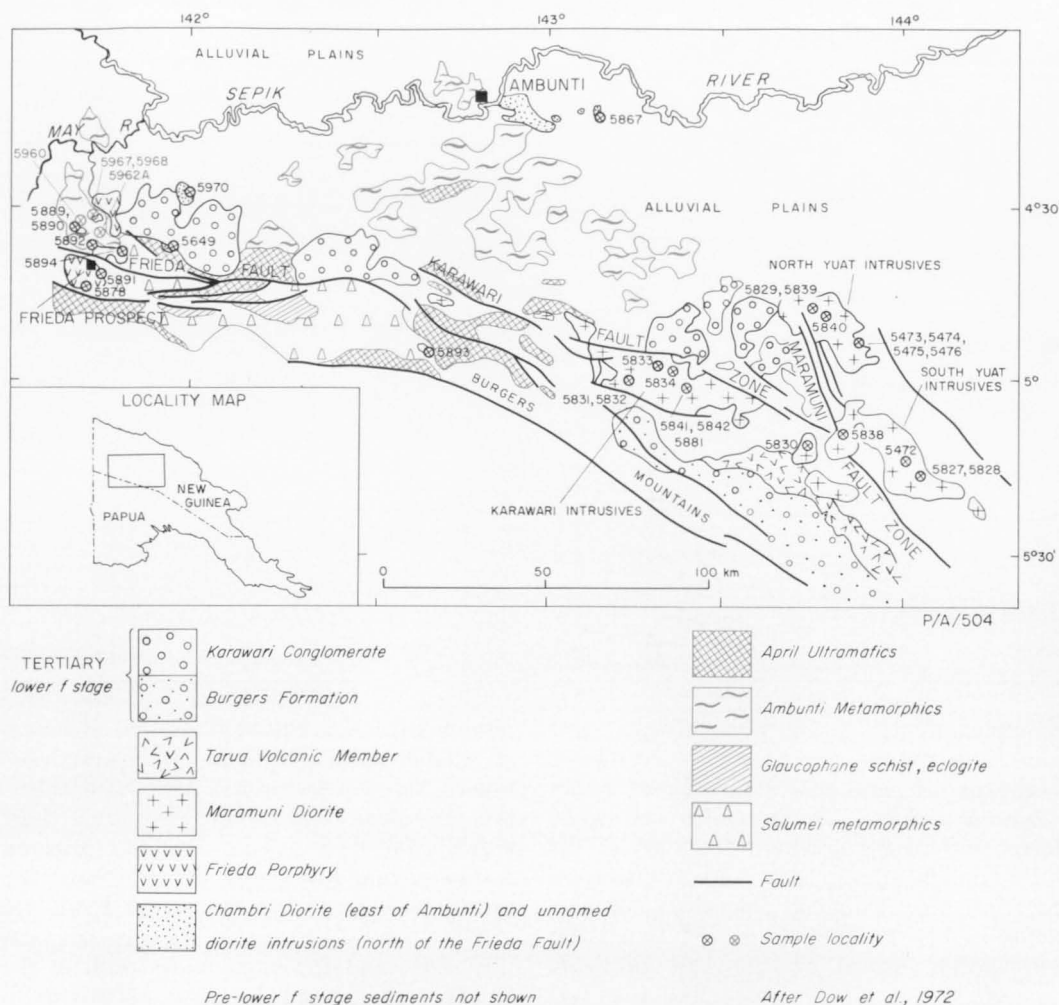 142°
143°
144°
ALLUVIAL PLAINS
SEPIK
AMBUNTI
RIVER
MAY R
5867
5960
5967, 5968
5962A
5970
5889,
5890
5892
5649
5894
5891
5878
FRIEDA
FAULT
FRIEDA PROSPECT
ALLUVIAL PLAINS
4°30'
KARAWARI
FAULT
ZONE
NORTH YUAT INTRUSIVES
5829, 5839
5840
5473, 5474,
5475, 5476
SOUTH YUAT
INTRUSIVES
MARAMUNI
FAULT
ZONE
5893
5833
5834
5831, 5832
5841, 5842
5881
5830
5838
5472
5827, 5828
5°
BURGERS
MOUNTAINS
KARAWARI INTRUSIVES
5°30'
LOCALITY MAP
NEW
GUINEA
PAPUA
0 50 100 km
P/A/504
TERTIARY
lower f stage
Karawari Conglomerate
Burgers Formation
Tarua Volcanic Member
Maramuni Diorite
Frieda Porphyry
Chambri Diorite (east of Ambunti) and unnamed
diorite intrusions (north of the Frieda Fault)
April Ultramafics
Ambunti Metamorphics
Glaucophane schist, eclogite
Salumei metamorphics
Fault
Sample locality
Pre-lower f stage sediments not shown
After Dow et al., 1972